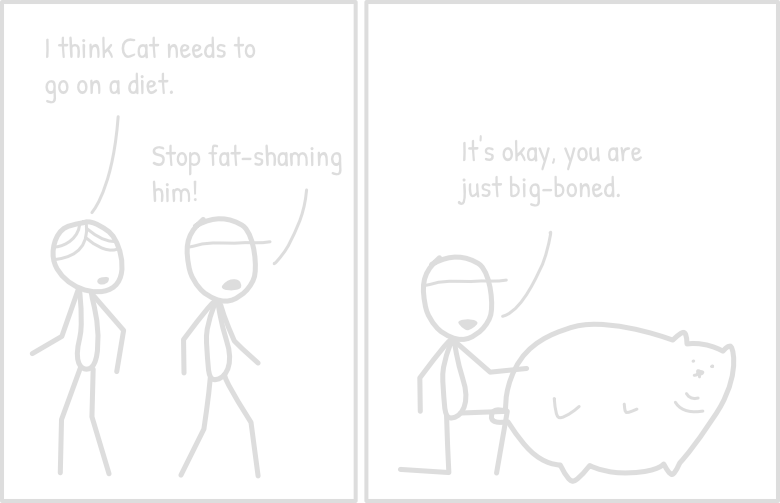 I think Cat needs to
go on a diet.
Stop fat-shaming
him!
It's okay, you are
just big-boned.